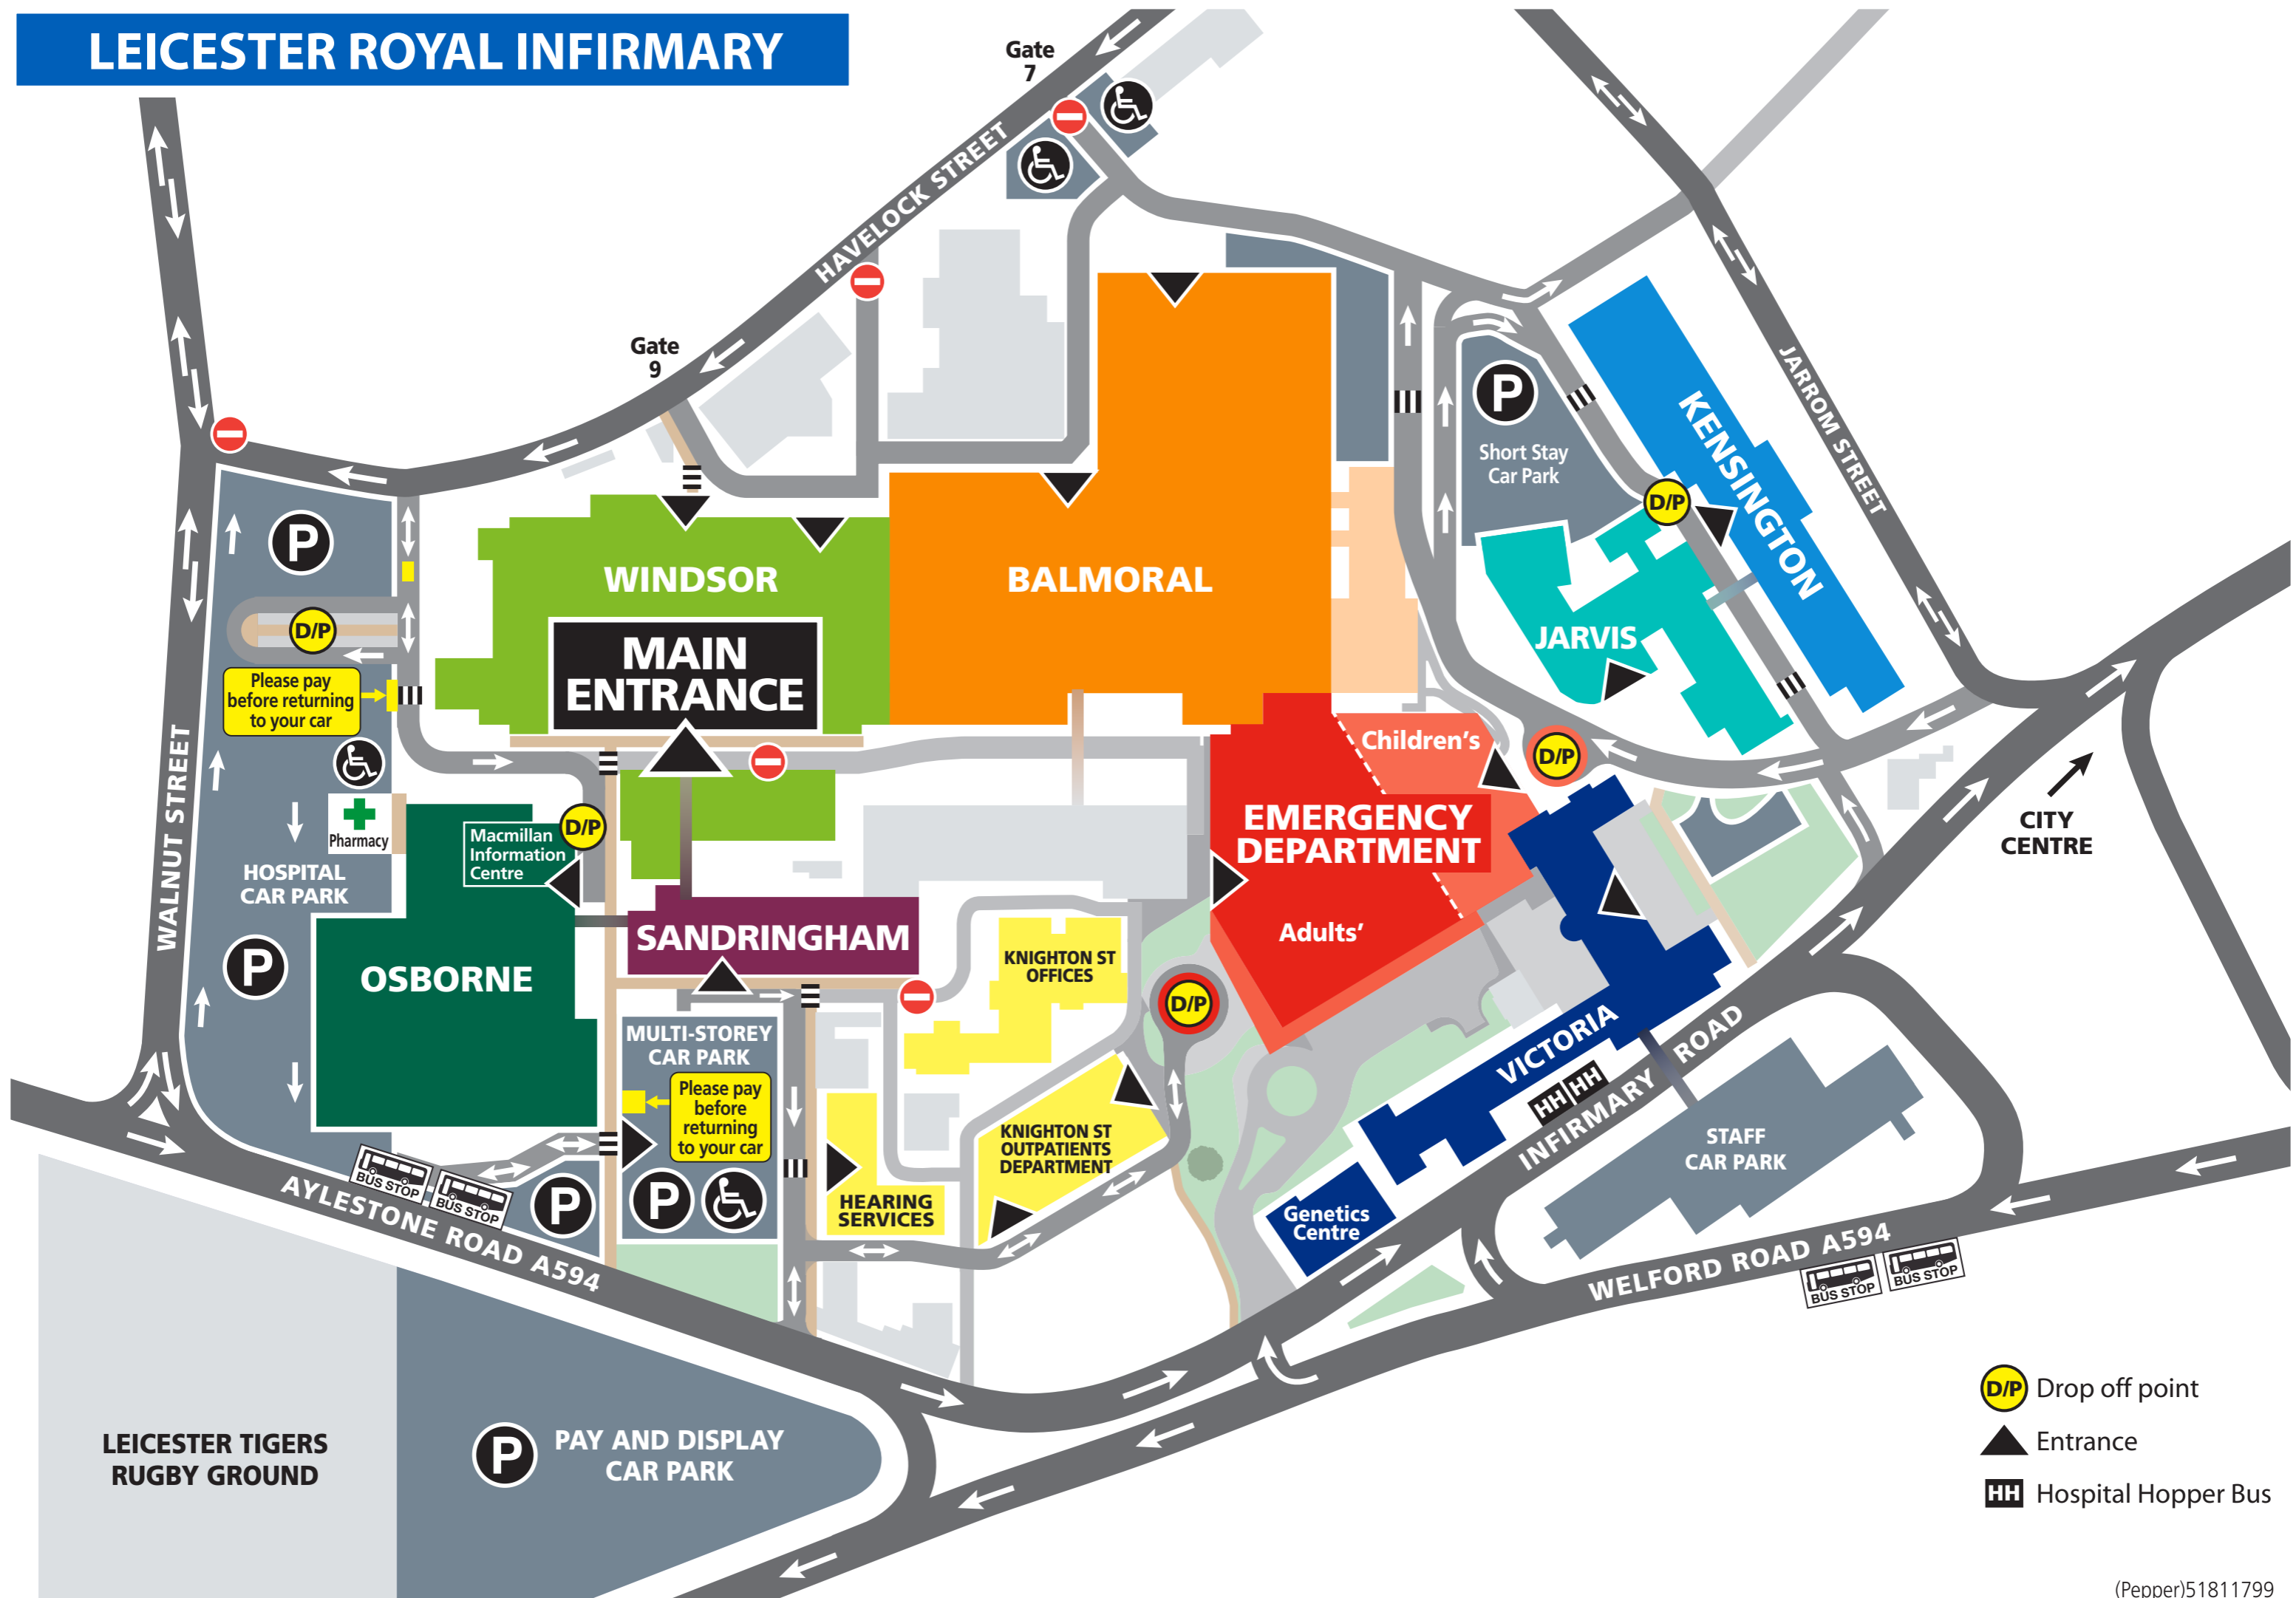 LEICESTER ROYAL INFIRMARY
Gate
7
HAVELOCK STREET
Gate
9
P
Short Stay
Car Park
KENSINGTON
JARROM STREET
D/P
P
WINDSOR
BALMORAL
JARVIS
D/P
MAIN
ENTRANCE
Please pay
before returning
to your car
WALNUT STREET
Children's
D/P
Pharmacy
Macmillan
Information
Centre
D/P
EMERGENCY
DEPARTMENT
Adults'
CITY
CENTRE
HOSPITAL
CAR PARK
P
OSBORNE
SANDRINGHAM
KNIGHTON ST
OFFICES
D/P
MULTI-STOREY
CAR PARK
Please pay
before
returning
to your car
VICTORIA
HH
HH
INFIRMARY ROAD
STAFF
CAR PARK
KNIGHTON ST
OUTPATIENTS
DEPARTMENT
BUS STOP
BUS STOP
P
P
HEARING
SERVICES
Genetics
Centre
AYLESTONE ROAD A594
WELFORD ROAD A594
BUS STOP
BUS STOP
LEICESTER TIGERS
RUGBY GROUND
P
PAY AND DISPLAY
CAR PARK
D/P Drop off point
Entrance
HH Hospital Hopper Bus
(Pepper)51811799